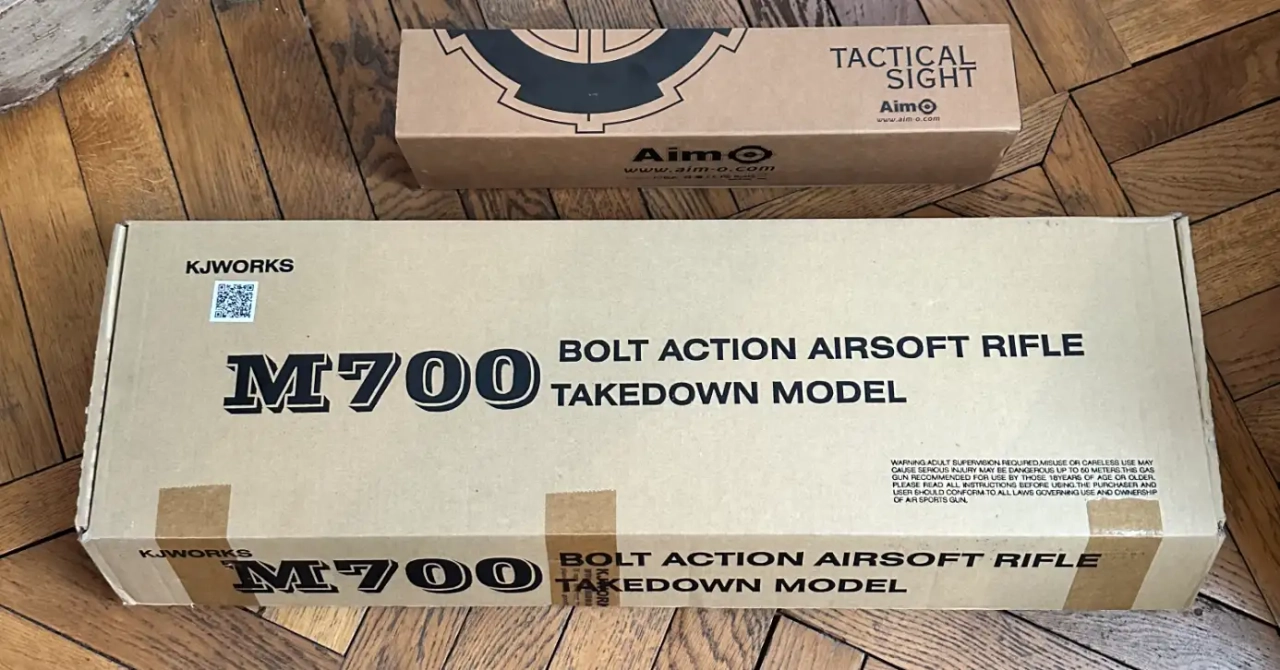 TACTICAL
SIGHT
Aim
www.aim-o.com
Aim-O
www.aim-o.com
KJWORKS
M700
BOLT ACTION AIRSOFT RIFLE
TAKEDOWN MODEL
WARNING:ADULT SUPERVISION REQUIRED.MISUSE OR CARELESS USE MAY
CAUSE SERIOUS INJURY MAY BE DANGEROUS UP TO 50 METERS.THIS GAS
GUN RECOMMENDED FOR USE BY THOSE 18YEARS OF AGE OR OLDER.
PLEASE READ ALL INSTRUCTIONS BEFORE USING.THE PURCHASER AND
USER SHOULD CONFORM TO ALL LAWS GOVERNING USE AND OWNERSHIP
OF AIR SPORTS GUN.
KJWORKS
M700
BOLT ACTION AIRSOFT RIFLE
TAKEDOWN MODEL